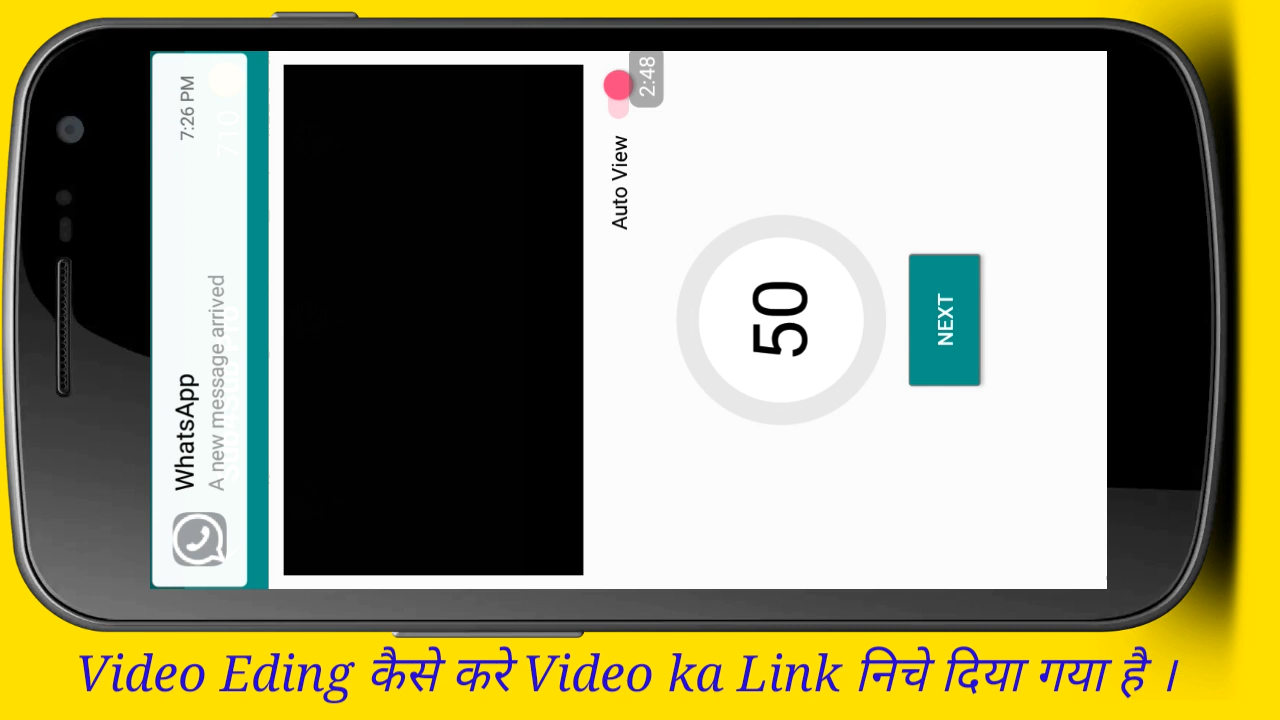 WhatsApp
7:26 PM
A new message arrived
710
Auto View
2:48
50
NEXT
Video Eding कैसे करे Video ka Link निचे दिया गया है ।